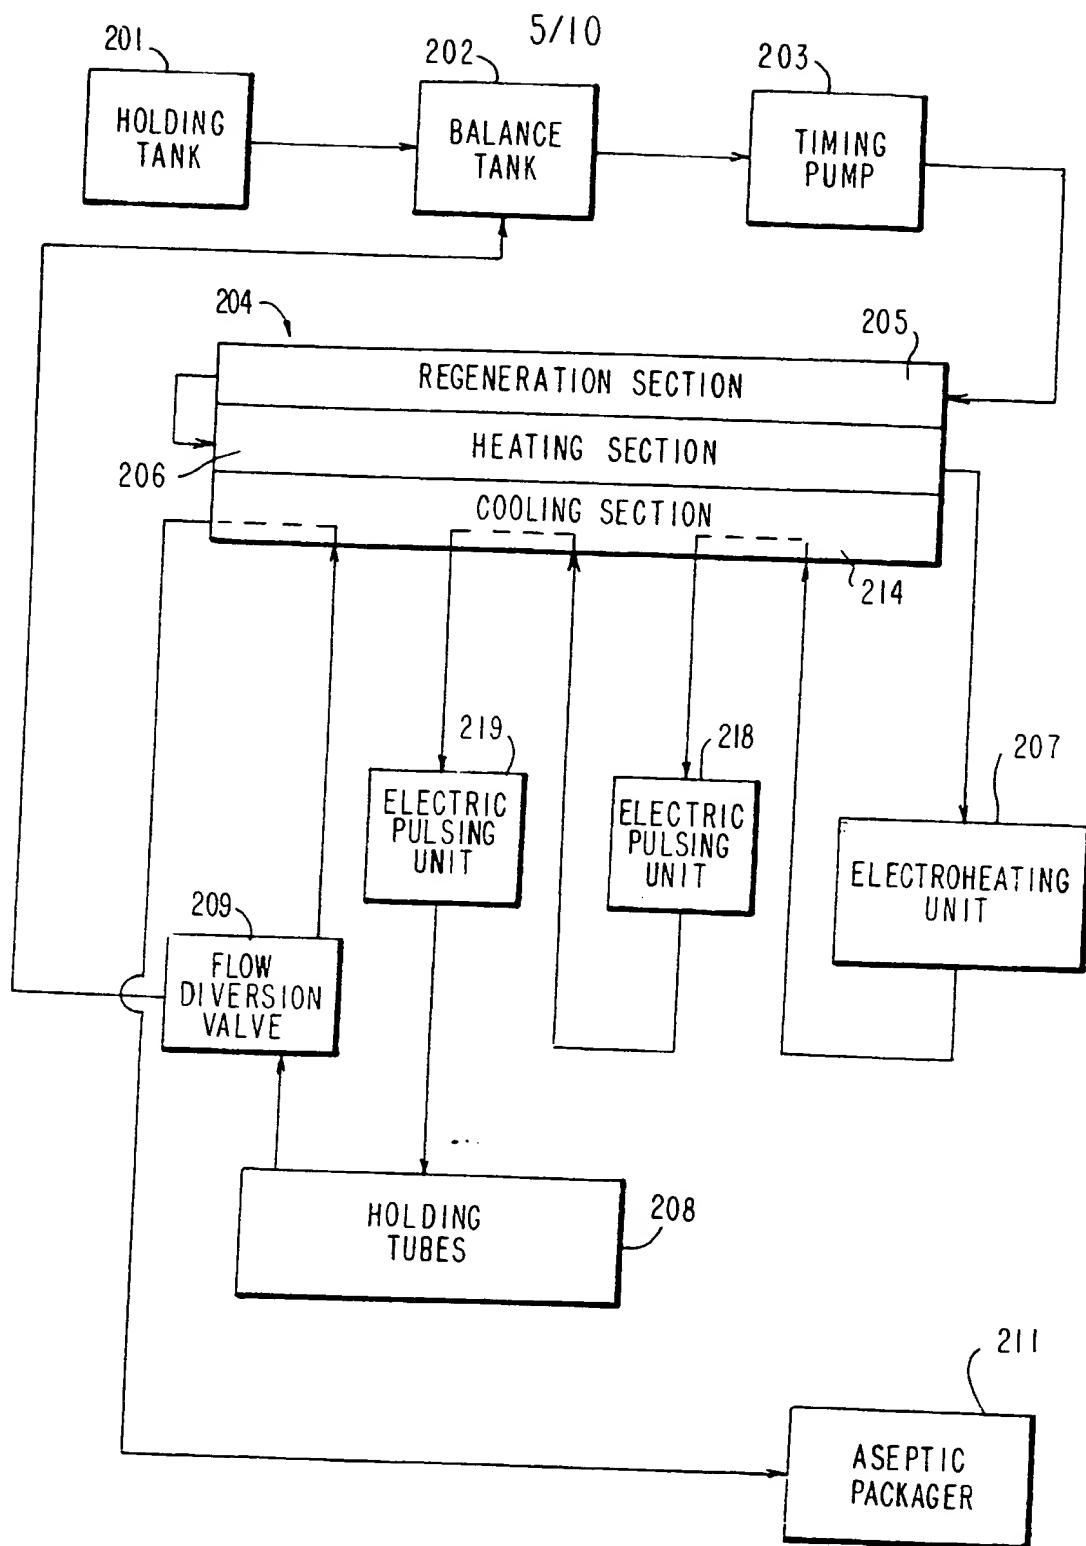 5/10
201
HOLDING
TANK
202
BALANCE
TANK
203
TIMING
PUMP
204
205
REGENERATION SECTION
206
HEATING SECTION
COOLING SECTION
214
219
ELECTRIC
PULSING
UNIT
218
ELECTRIC
PULSING
UNIT
207
ELECTROHEATING
UNIT
209
FLOW
DIVERSION
VALVE
HOLDING
TUBES
208
211
ASEPTIC
PACKAGER